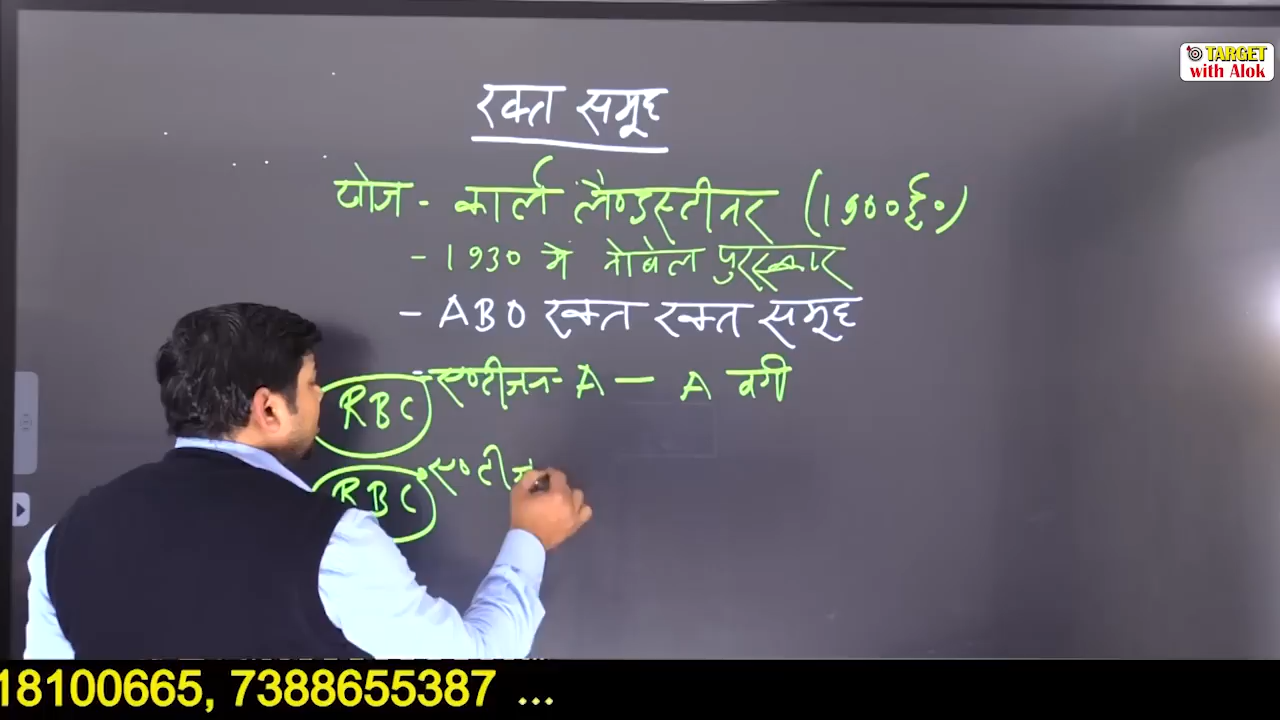 TARGET
with Alok
रक्त समूह
खोज - कार्ल लैण्डस्टीनर (1900ई०)
- 1930 में नोबेल पुरस्कार
- ABO रक्त रक्त समूह
RBC एण्टीजन - A — A वर्ग
RBC एण्टीज
18100665, 7388655387 ...